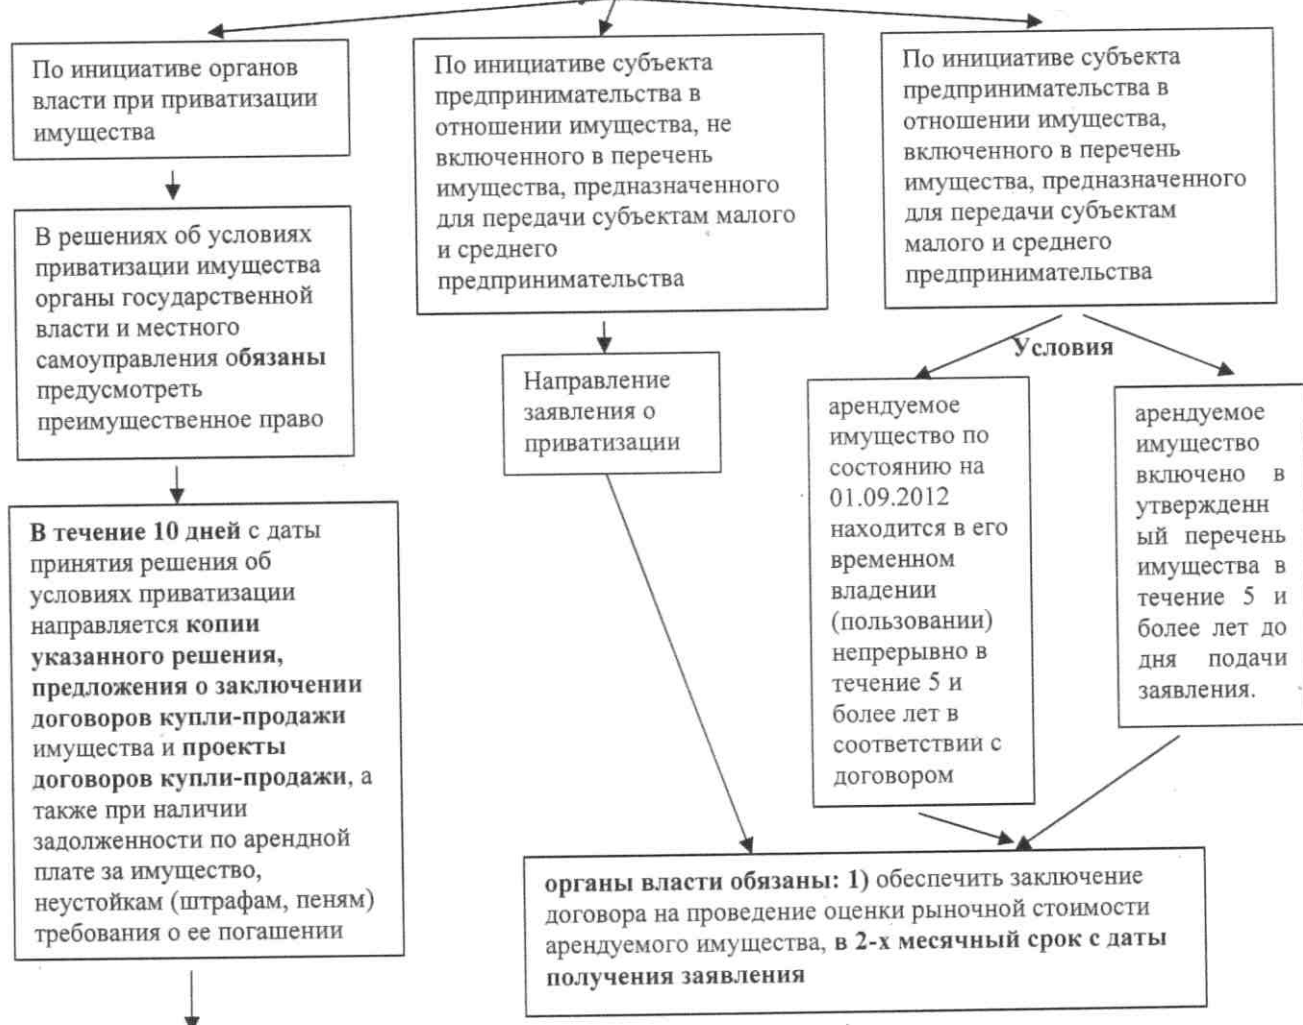 По инициативе органов
власти при приватизации
имущества
В решениях об условиях
приватизации имущества
органы государственной
власти и местного
самоуправления обязаны
предусмотреть
преимущественное право
В течение 10 дней с даты
принятия решения об
условиях приватизации
направляется копии
указанного решения,
предложения о заключении
договоров купли-продажи
имущества и проекты
договоров купли-продажи, а
также при наличии
задолженности по арендной
плате за имущество,
неустойкам (штрафам, пеням)
требования о ее погашении
По инициативе субъекта
предпринимательства в
отношении имущества, не
включенного в перечень
имущества, предназначенного
для передачи субъектам малого
и среднего
предпринимательства
Направление
заявления о
приватизации
По инициативе субъекта
предпринимательства в
отношении имущества,
включенного в перечень
имущества, предназначенного
для передачи субъектам
малого и среднего
предпринимательства
Условия
арендуемое
имущество по
состоянию на
01.09.2012
находится в его
временном
владении
(пользовании)
непрерывно в
течение 5 и
более лет в
соответствии с
договором
арендуемое
имущество
включено в
утвержденн
ый перечень
имущества в
течение 5 и
более лет до
дня подачи
заявления.
органы власти обязаны: 1) обеспечить заключение
договора на проведение оценки рыночной стоимости
арендуемого имущества, в 2-х месячный срок с даты
получения заявления